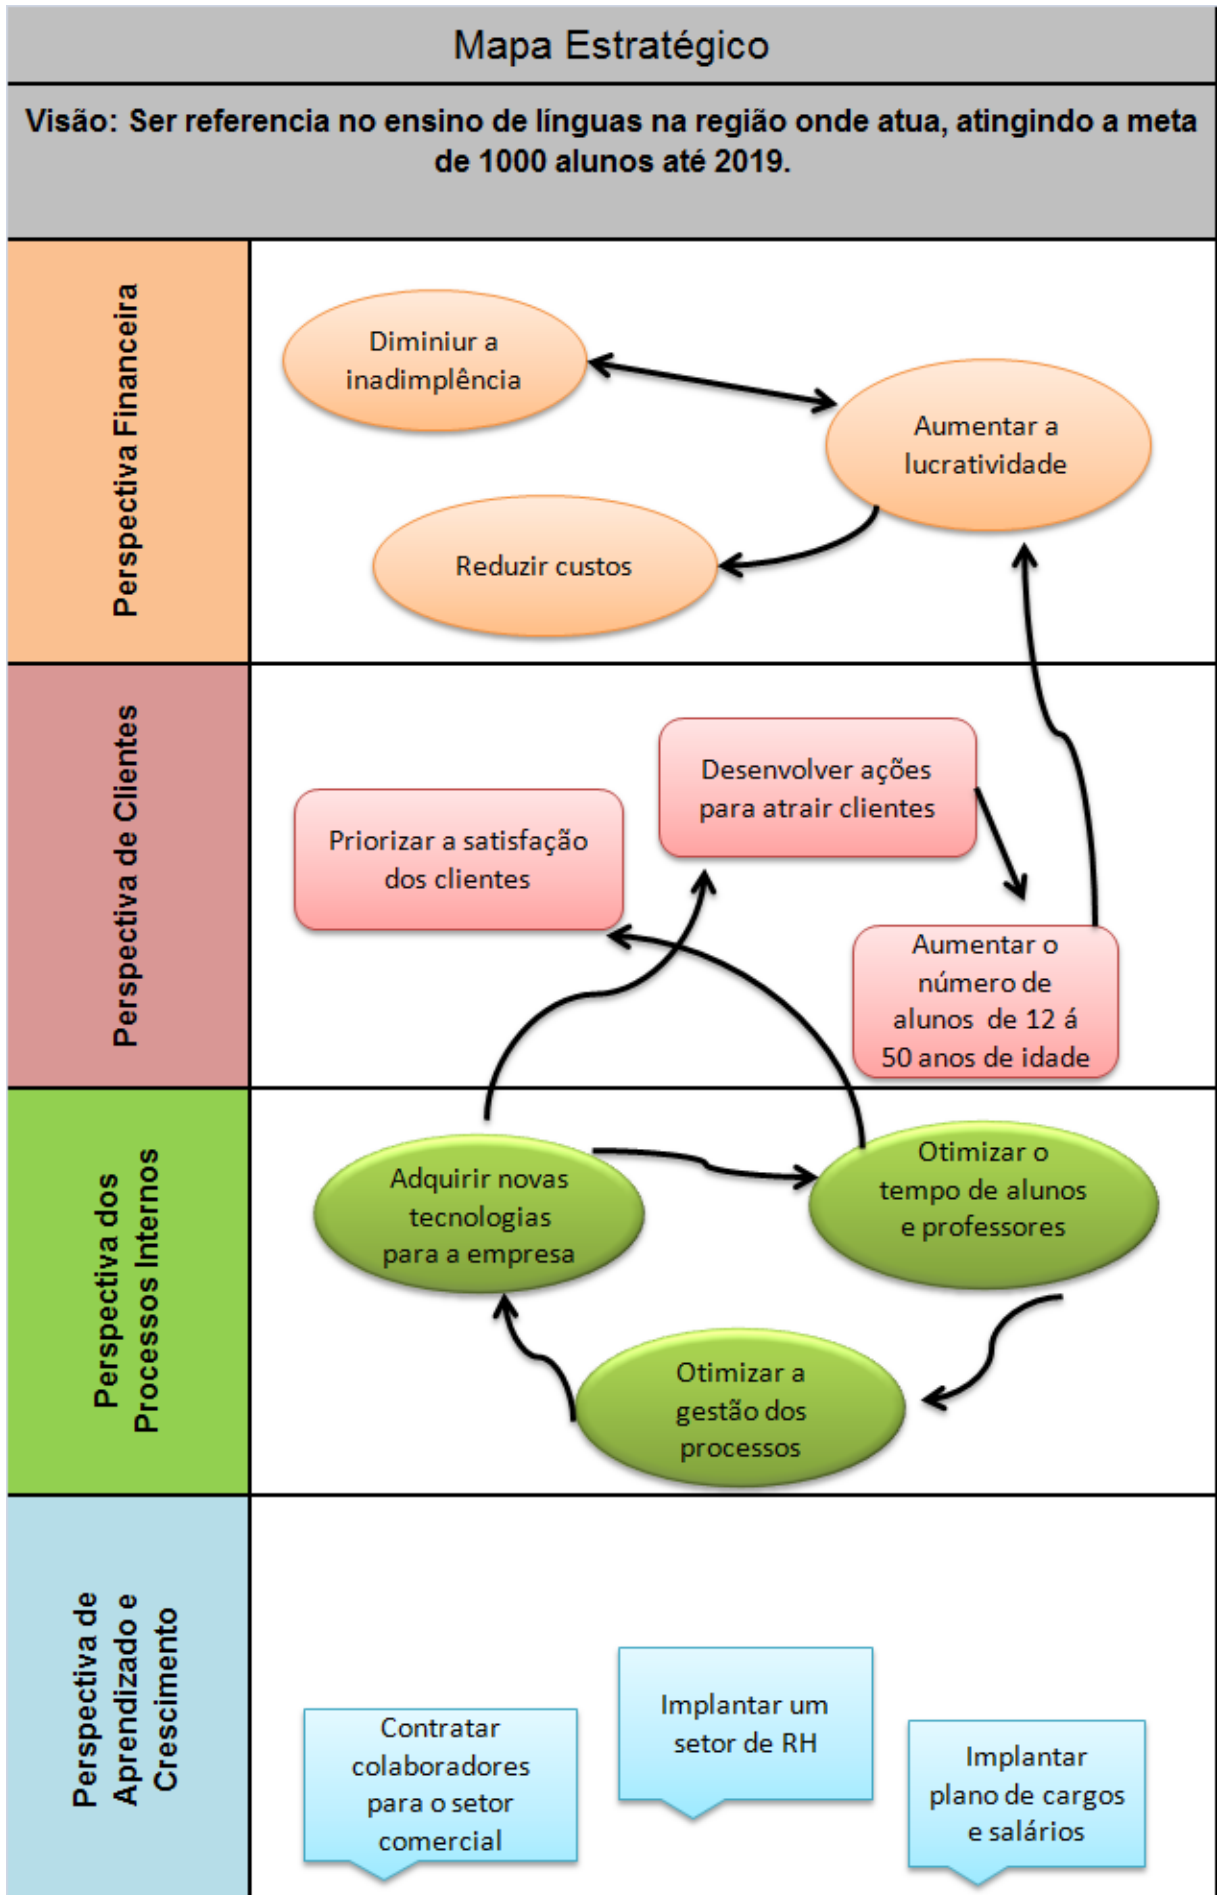 Mapa Estratégico
Visão: Ser referencia no ensino de línguas na região onde atua, atingindo a meta
de 1000 alunos até 2019.
Perspectiva Financeira
Diminiur a
inadimplência
Aumentar a
lucratividade
Reduzir custos
Perspectiva de Clientes
Desenvolver ações
para atrair clientes
Priorizar a satisfação
dos clientes
Aumentar o
número de
alunos de 12 á
50 anos de idade
Perspectiva dos
Processos Internos
Adquirir novas
tecnologias
para a empresa
Otimizar o
tempo de alunos
e professores
Otimizar a
gestão dos
processos
Perspectiva de
Aprendizado e
Crescimento
Contratar
colaboradores
para o setor
comercial
Implantar um
setor de RH
Implantar
plano de cargos
e salários